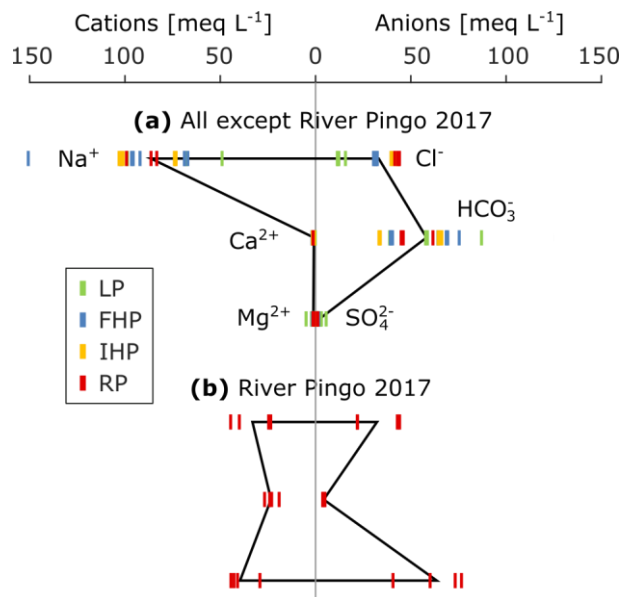 Cations [meq L⁻¹] Anions [meq L⁻¹]
150 100 50 0 50 100 150
(a) All except River Pingo 2017
Na⁺ Cl⁻
HCO₃⁻
Ca²⁺
Mg²⁺ SO₄²⁻
LP
FHP
IHP
RP
(b) River Pingo 2017